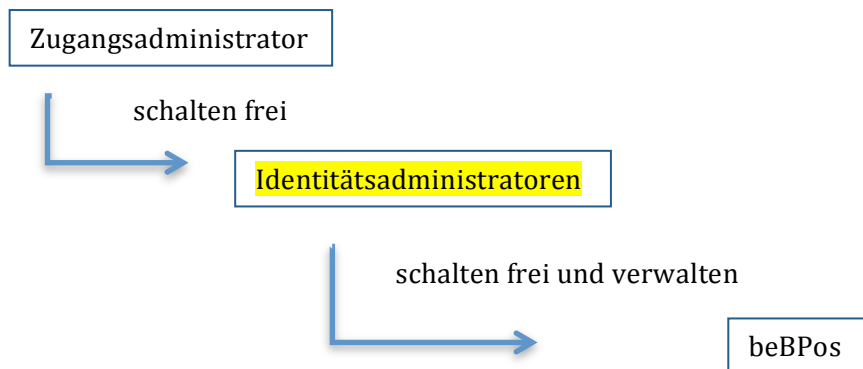 Zugangsadministrator
schalten frei
Identitätsadministratoren
schalten frei und verwalten
beBPos